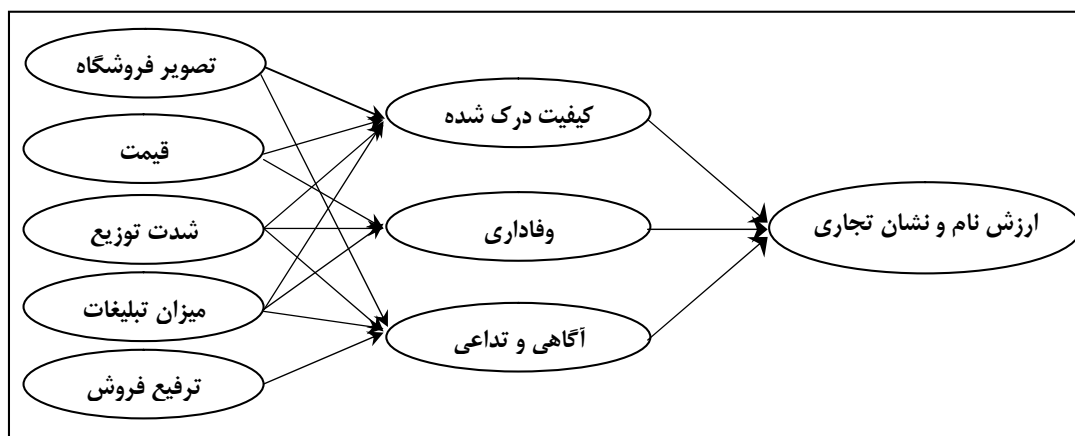 تصویر فروشگاه
قیمت
شدت توزیع
میزان تبلیغات
ترفیع فروش
کیفیت درک شده
وفاداری
آگاهی و تداعی
ارزش نام و نشان تجاری